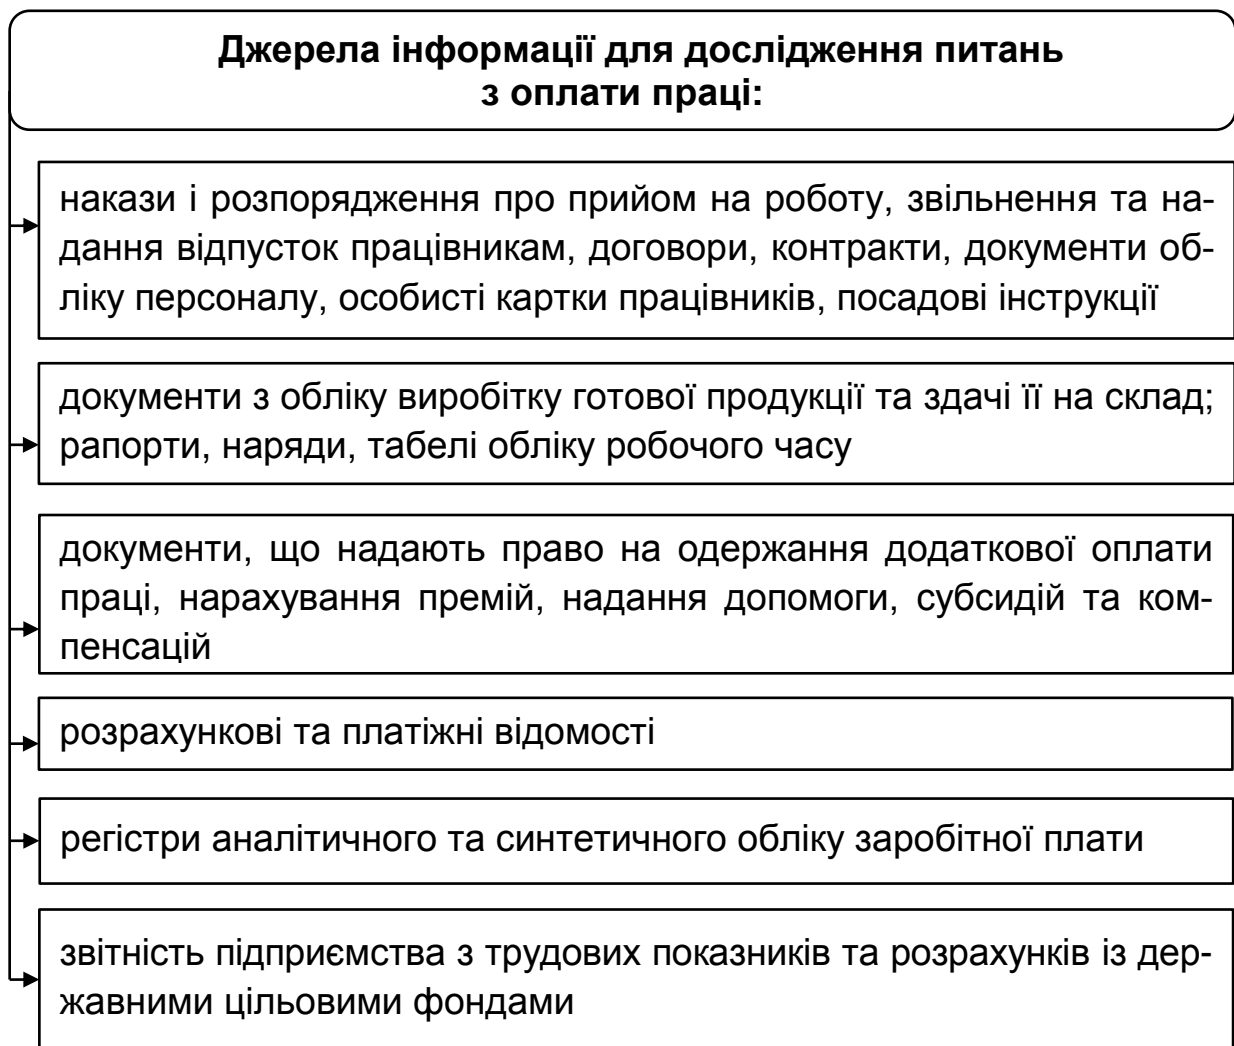 Джерела інформації для дослідження питань
з оплати праці:
накази і розпорядження про прийом на роботу, звільнення та на-
дання відпусток працівникам, договори, контракти, документи об-
ліку персоналу, особисті картки працівників, посадові інструкції
документи з обліку виробітку готової продукції та здачі її на склад;
рапорти, наряди, табелі обліку робочого часу
документи, що надають право на одержання додаткової оплати
праці, нарахування премій, надання допомоги, субсидій та ком-
пенсацій
розрахункові та платіжні відомості
регістри аналітичного та синтетичного обліку заробітної плати
звітність підприємства з трудових показників та розрахунків із дер-
жавними цільовими фондами